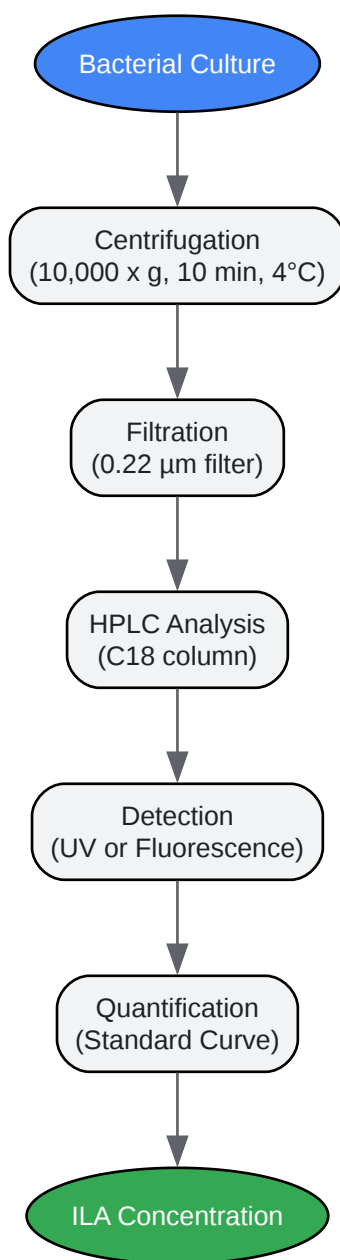 Bacterial Culture
Centrifugation
(10,000 x g, 10 min, 4°C)
Filtration
(0.22 µm filter)
HPLC Analysis
(C18 column)
Detection
(UV or Fluorescence)
Quantification
(Standard Curve)
ILA Concentration